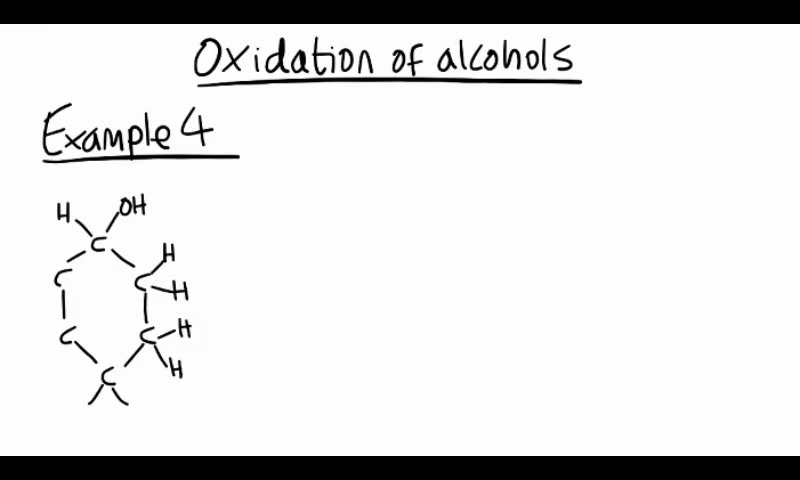 Oxidation of alcohols
Example 4
H OH
C
H
C C H
C C H
C H